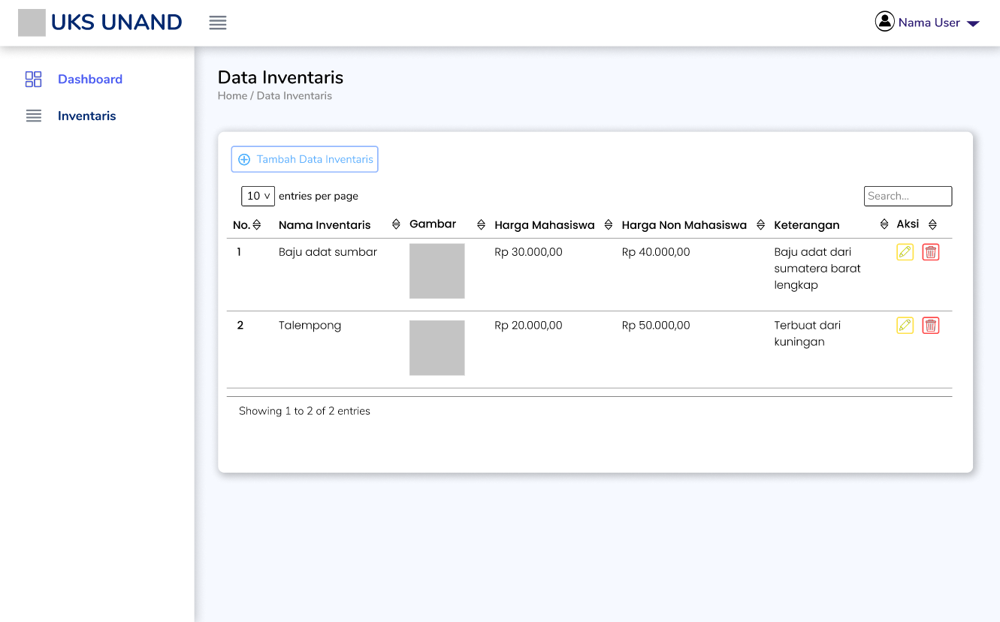 UKS UNAND
Nama User
Dashboard
Inventaris
Data Inventaris
Home / Data Inventaris
Tambah Data Inventaris
10 entries per page
Search...
No. Nama Inventaris Gambar Harga Mahasiswa Harga Non Mahasiswa Keterangan Aksi
1 Baju adat sumbar Rp 30.000,00 Rp 40.000,00 Baju adat dari
sumatera barat
lengkap
2 Talempong Rp 20.000,00 Rp 50.000,00 Terbuat dari
kuningan
Showing 1 to 2 of 2 entries